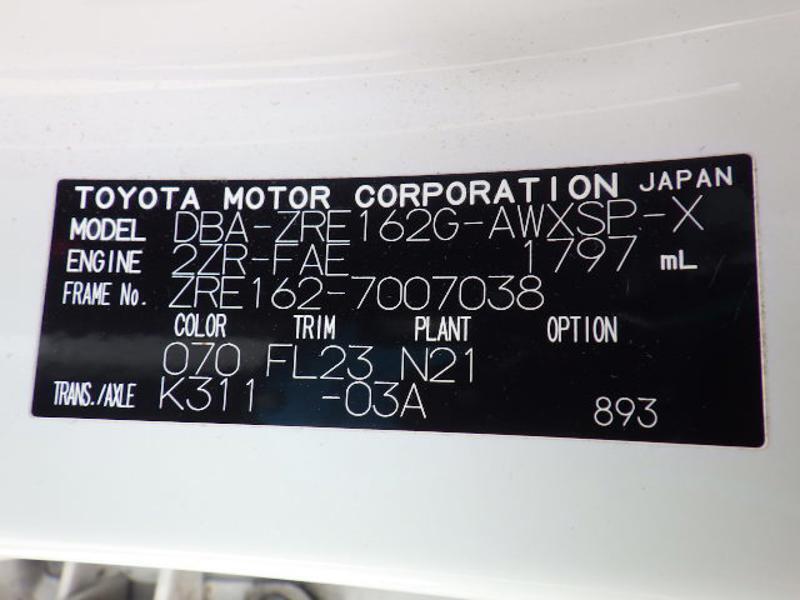 TOYOTA MOTOR CORPORATION JAPAN
MODEL DBA-ZRE162G-AWXSP-X
ENGINE 2ZR-FAE 1797 mL
FRAME No. ZRE162-7007038
COLOR TRIM PLANT OPTION
070 FL23 N21
TRANS./AXLE K311 -03A 893